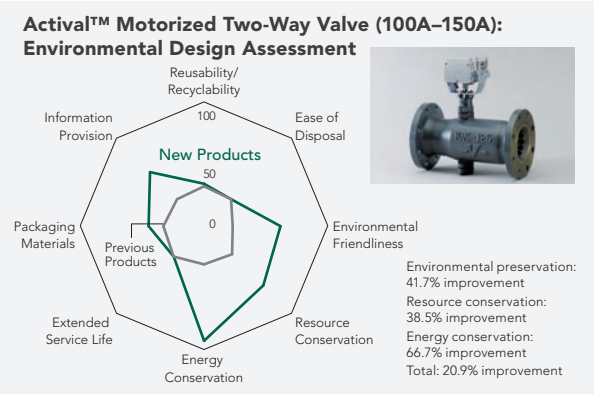 Actival™ Motorized Two-Way Valve (100A–150A):
Environmental Design Assessment
Reusability/
Recyclability
100
Information
Provision
Ease of
Disposal
New Products
50
0
Packaging
Materials
Previous
Products
Environmental
Friendliness
Extended
Service Life
Resource
Conservation
Energy
Conservation
Environmental preservation:
41.7% improvement
Resource conservation:
38.5% improvement
Energy conservation:
66.7% improvement
Total: 20.9% improvement